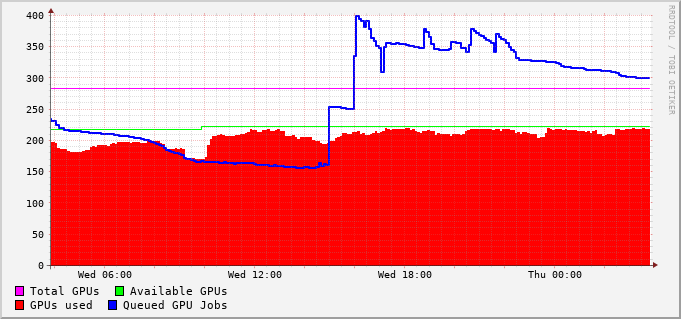 400
350
300
250
200
150
100
50
0
Wed 06:00 Wed 12:00 Wed 18:00 Thu 00:00
Total GPUs Available GPUs
GPUs used Queued GPU Jobs
RRDTOOL / TOBI OETIKER